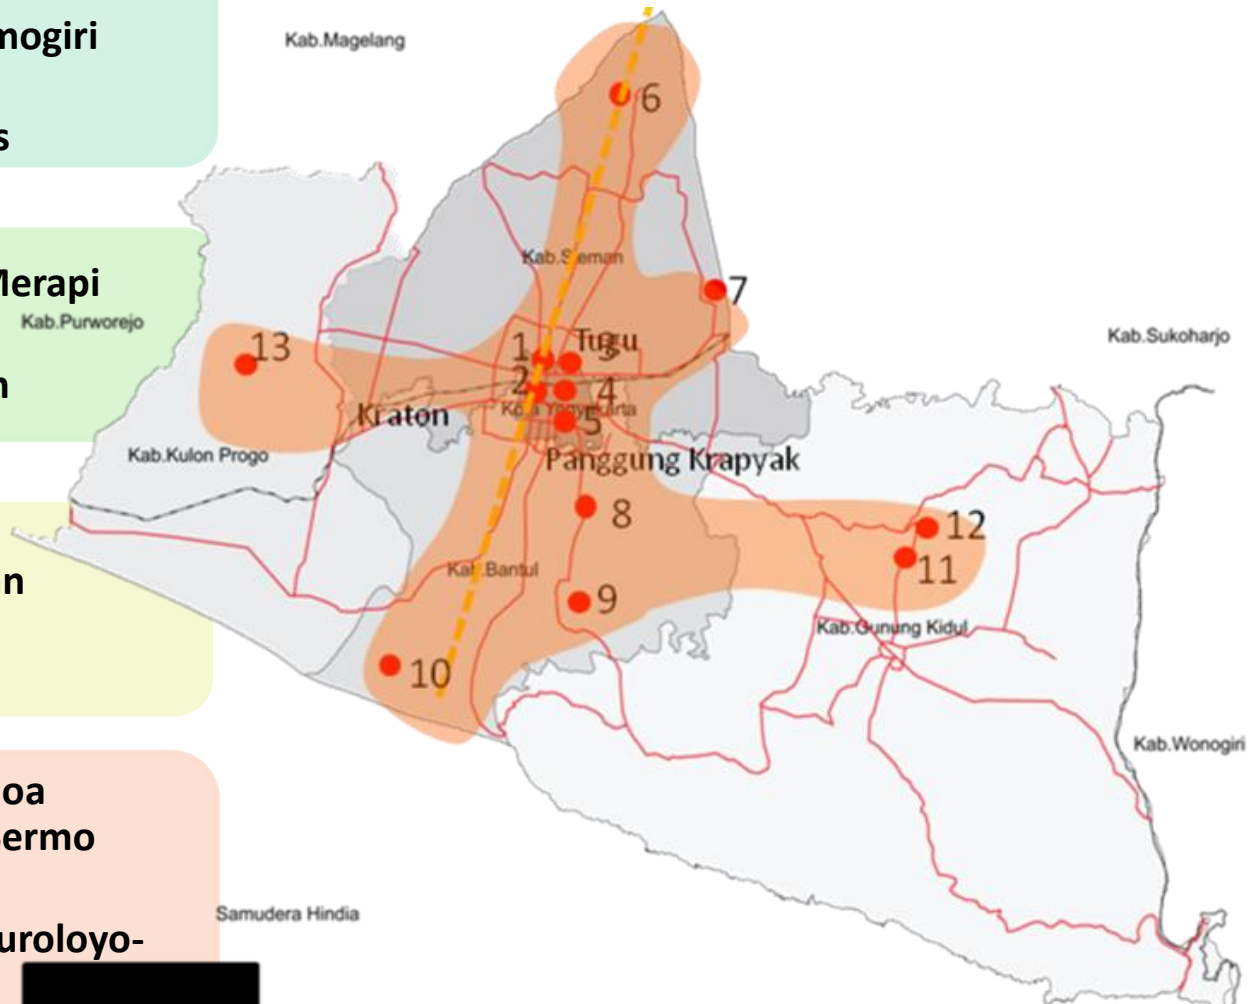 mogiri
s
Merapi
n
n
oa
Sermo
uroloyo-
Kab.Magelang
6
Kab.Sleman
7
Kab.Purworejo
13
1
Tugu
3
Kab.Sukoharjo
2
4
Kraton
Kota Yogyakarta
5
Kab.Kulon Progo
Panggung Krapyak
8
12
11
Kab.Bantul
9
Kab.Gunung Kidul
10
Kab.Wonogiri
Samudera Hindia